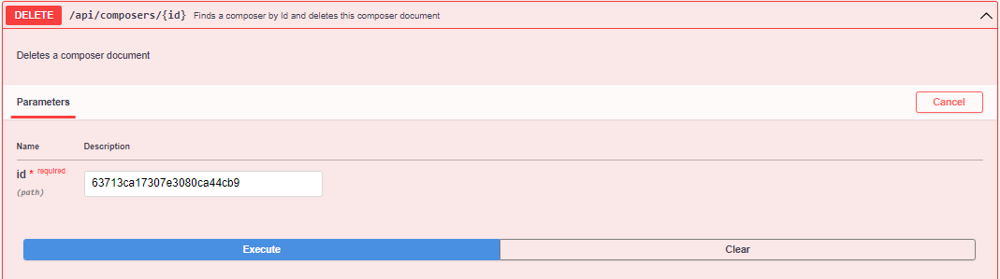 DELETE /api/composers/{id} Finds a composer by Id and deletes this composer document
Deletes a composer document
Parameters Cancel
Name Description
id * required 63713ca17307e3080ca44cb9
(path)
Execute Clear